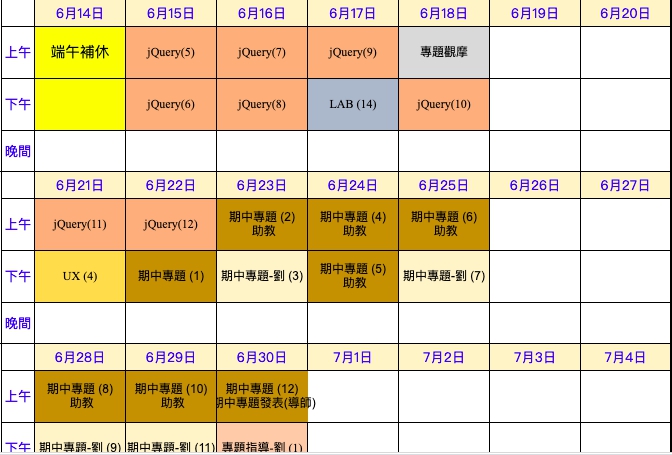 6月14日 6月15日 6月16日 6月17日 6月18日 6月19日 6月20日
上午 端午補休 jQuery(5) jQuery(7) jQuery(9) 專題觀摩
下午 jQuery(6) jQuery(8) LAB (14) jQuery(10)
晚間
6月21日 6月22日 6月23日 6月24日 6月25日 6月26日 6月27日
上午 jQuery(11) jQuery(12) 期中專題 (2) 期中專題 (4) 期中專題 (6)
助教 助教 助教
下午 UX (4) 期中專題 (1) 期中專題-劉 (3) 期中專題 (5) 期中專題-劉 (7)
助教
晚間
6月28日 6月29日 6月30日 7月1日 7月2日 7月3日 7月4日
上午 期中專題 (8) 期中專題 (10) 期中專題 (12)
助教 助教 期中專題發表(導師)
下午 期中專題-劉 (9) 期中專題-劉 (11) 專題指導-劉 (1)